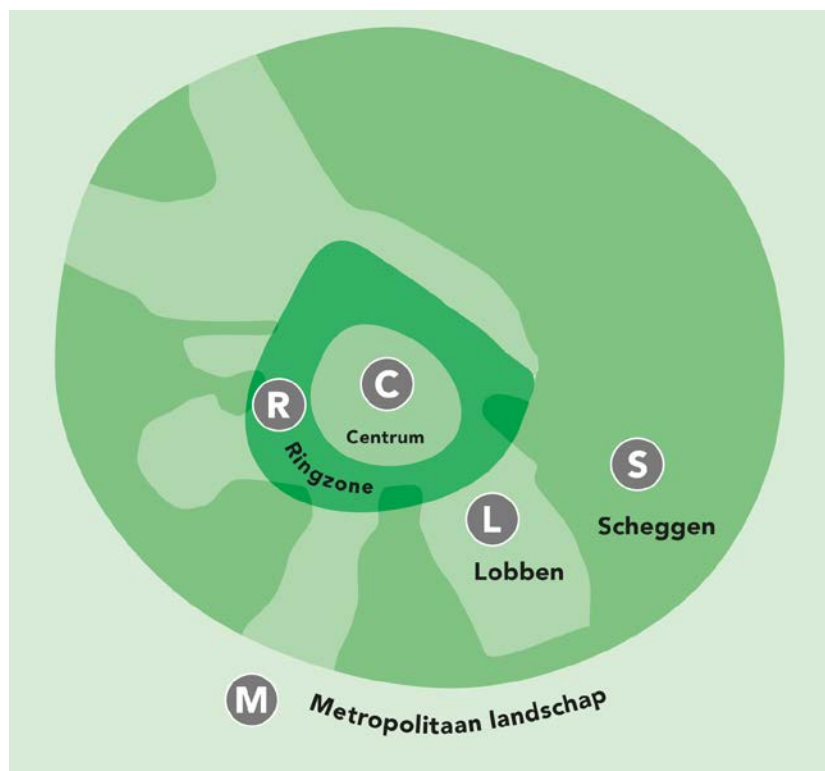 C
Centrum
R
Ringzone
S
Scheggen
L
Lobben
M
Metropolitaan landschap